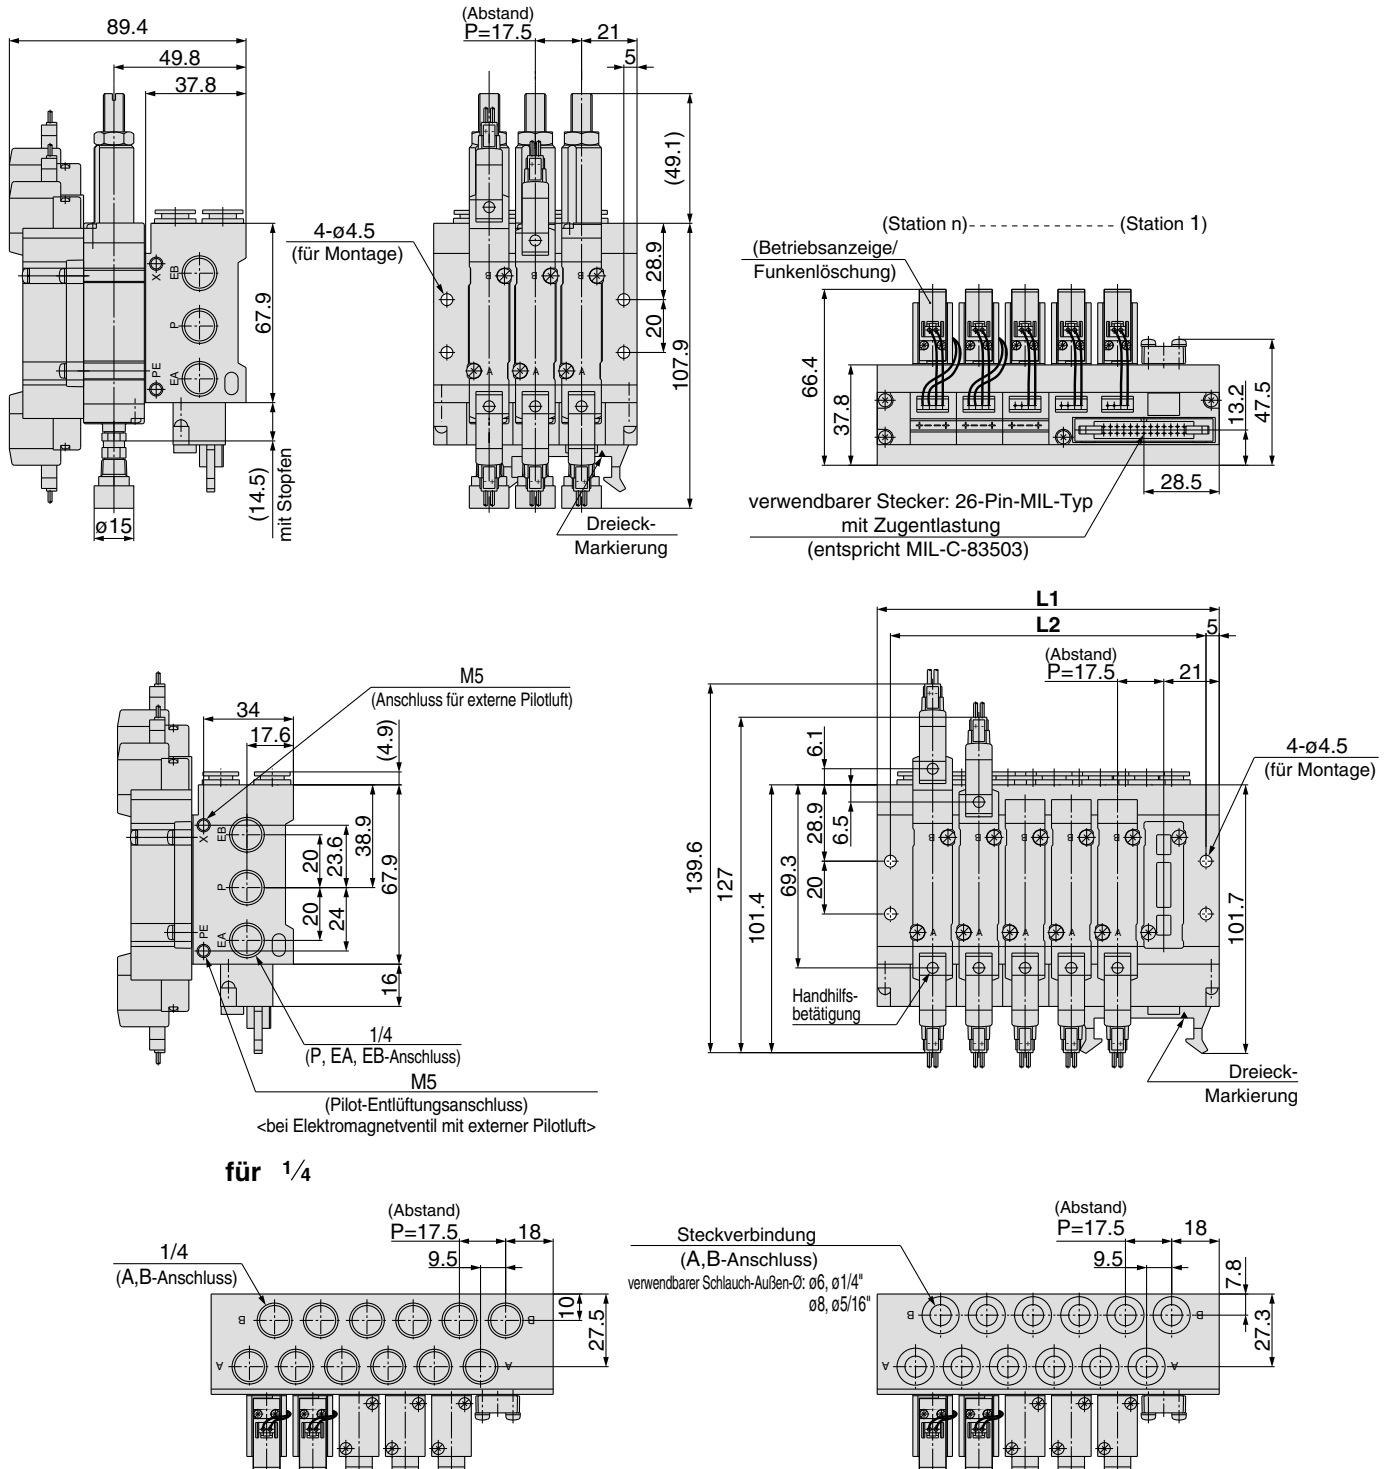 89.4
49.8
37.8
67.9
EB
X
P
PE
EA
(14.5)
mit Stopfen
ø15
(Abstand)
P=17.5
21
5
(49.1)
4-ø4.5
(für Montage)
28.9
20
107.9
B
B
B
A
A
A
Dreieck-
Markierung
(Station n)
(Station 1)
(Betriebsanzeige/
Funkenlöschung)
66.4
37.8
13.2
47.5
28.5
verwendbarer Stecker: 26-Pin-MIL-Typ
mit Zugentlastung
(entspricht MIL-C-83503)
M5
(Anschluss für externe Pilotluft)
34
17.6
(4.9)
X
EB
P
PE
EA
20
23.6
38.9
67.9
20
24
16
1/4
(P, EA, EB-Anschluss)
M5
(Pilot-Entlüftungsanschluss)
<bei Elektromagnetventil mit externer Pilotluft>
L1
L2
5
(Abstand)
P=17.5
21
4-ø4.5
(für Montage)
6.1
28.9
6.5
139.6
127
101.4
69.3
20
101.7
B
B
B
B
B
A
A
A
A
A
Handhilfs-
betätigung
Dreieck-
Markierung
für 1/4
(Abstand)
P=17.5
18
9.5
1/4
(A,B-Anschluss)
10
27.5
B
B
A
A
Steckverbindung
(A,B-Anschluss)
verwendbarer Schlauch-Außen-Ø: ø6, ø1/4"
ø8, ø5/16"
(Abstand)
P=17.5
18
9.5
7.8
27.3
B
B
A
A